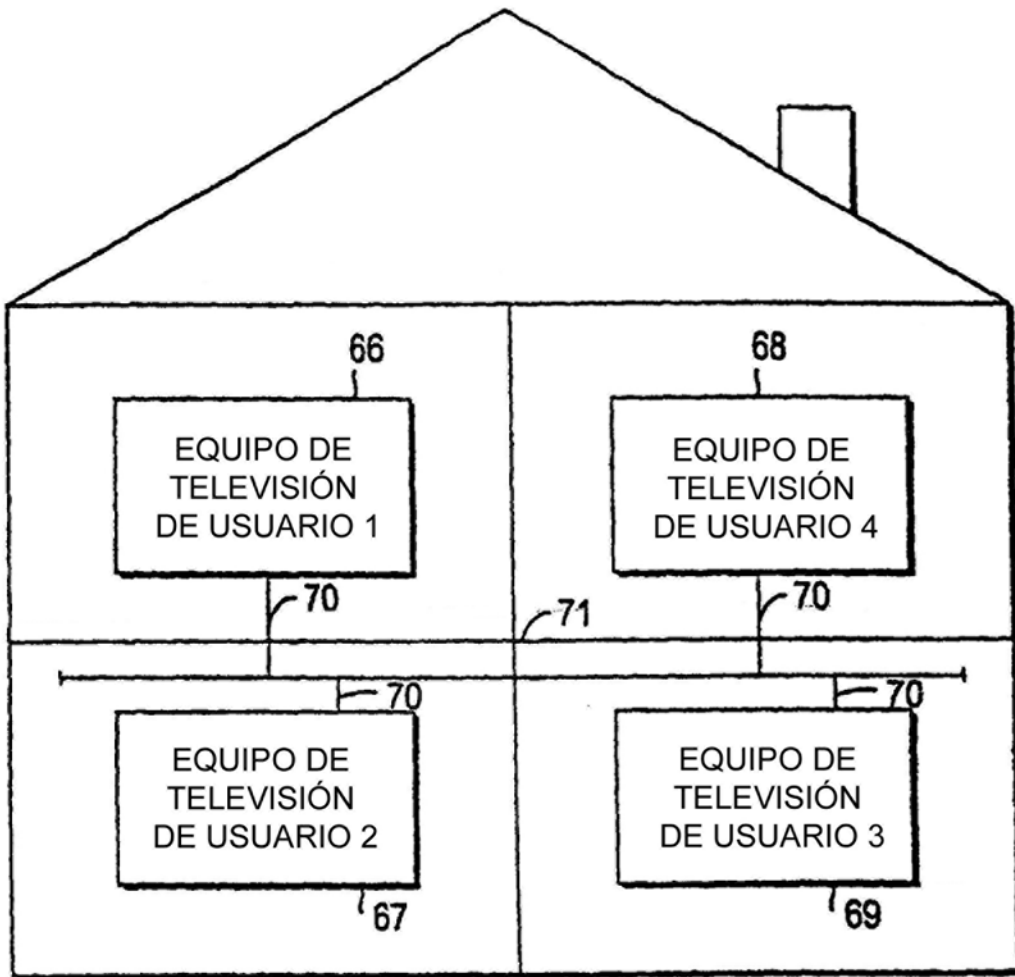 66
EQUIPO DE
TELEVISIÓN
DE USUARIO 1
70
68
EQUIPO DE
TELEVISIÓN
DE USUARIO 4
70
71
70
EQUIPO DE
TELEVISIÓN
DE USUARIO 2
67
70
EQUIPO DE
TELEVISIÓN
DE USUARIO 3
69